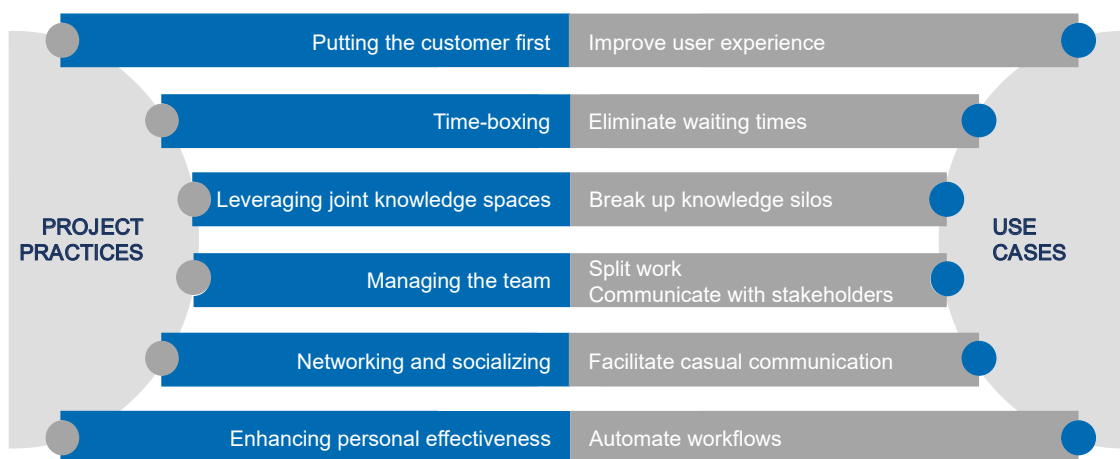 Putting the customer first
Improve user experience
Time-boxing
Eliminate waiting times
Leveraging joint knowledge spaces
Break up knowledge silos
PROJECT
PRACTICES
USE
CASES
Managing the team
Split work
Communicate with stakeholders
Networking and socializing
Facilitate casual communication
Enhancing personal effectiveness
Automate workflows